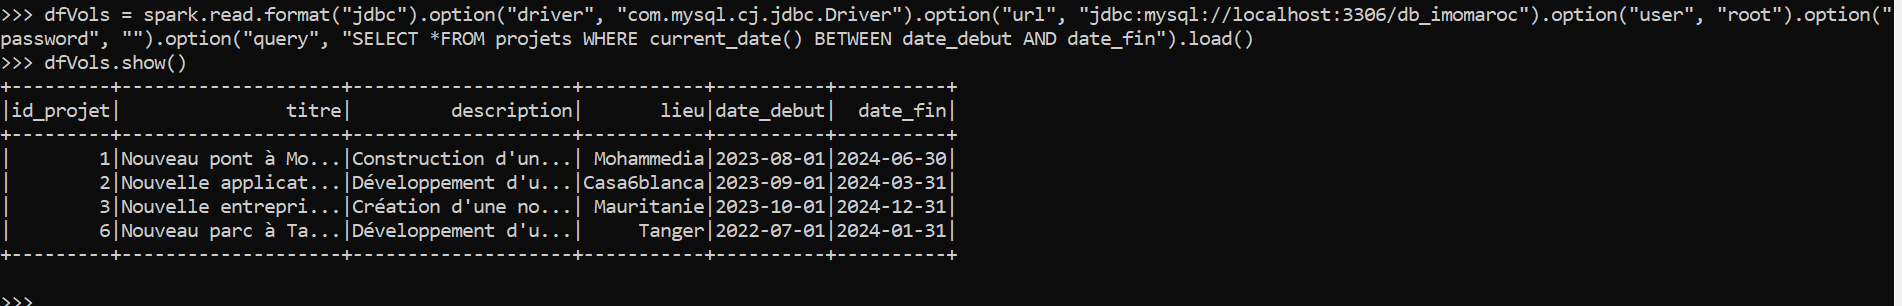 >>> dfVols = spark.read.format("jdbc").option("driver", "com.mysql.cj.jdbc.Driver").option("url", "jdbc:mysql://localhost:3306/db_imomaroc").option("user", "root").option("
password", "").option("query", "SELECT *FROM projets WHERE current_date() BETWEEN date_debut AND date_fin").load()
>>> dfVols.show()
+---------+--------------------+--------------------+-----------+----------+----------+
|id_projet|               titre|         description|       lieu|date_debut|  date_fin|
+---------+--------------------+--------------------+-----------+----------+----------+
|        1|Nouveau pont à Mo...|Construction d'un...| Mohammedia|2023-08-01|2024-06-30|
|        2|Nouvelle applicat...|Développement d'u...|Casa6blanca|2023-09-01|2024-03-31|
|        3|Nouvelle entrepri...|Création d'une no...| Mauritanie|2023-10-01|2024-12-31|
|        6|Nouveau parc à Ta...|Développement d'u...|     Tanger|2022-07-01|2024-01-31|
+---------+--------------------+--------------------+-----------+----------+----------+
>>>